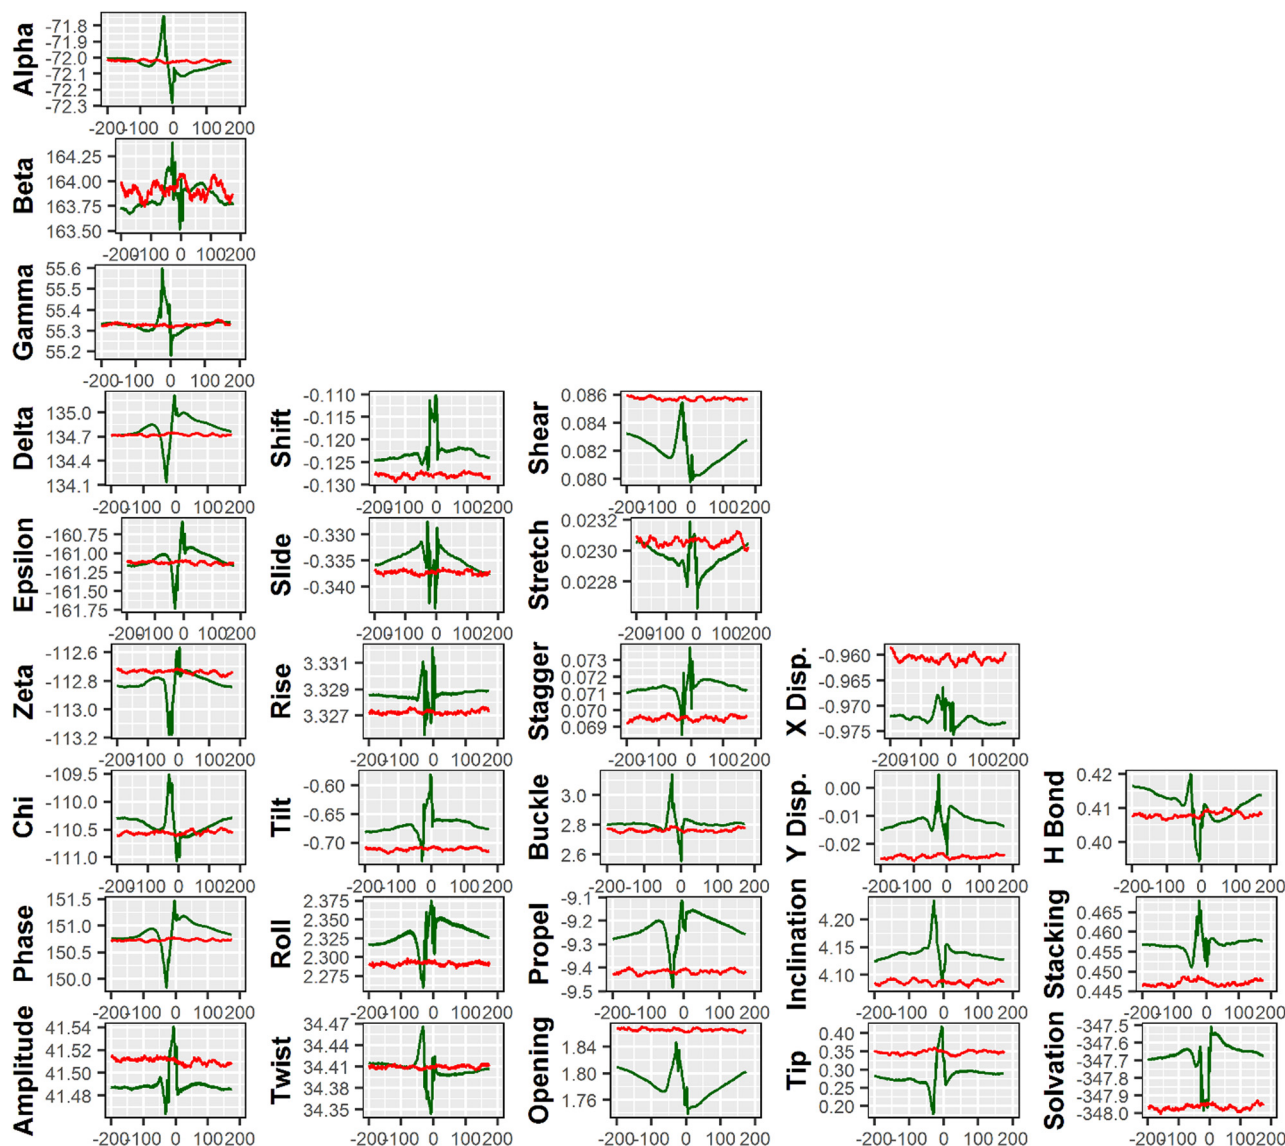 Alpha
-71.8
-71.9
-72.0
-72.1
-72.2
-72.3
-200 -100 0 100 200
Beta
164.25
164.00
163.75
163.50
-200 -100 0 100 200
Gamma
55.6
55.5
55.4
55.3
55.2
-200 -100 0 100 200
Delta
135.0
134.7
134.4
134.1
-200 -100 0 100 200
Shift
-0.110
-0.115
-0.120
-0.125
-0.130
-200 -100 0 100 200
Shear
0.086
0.084
0.082
0.080
-200 -100 0 100 200
Epsilon
-160.75
-161.00
-161.25
-161.50
-161.75
-200 -100 0 100 200
Slide
-0.330
-0.335
-0.340
-200 -100 0 100 200
Stretch
0.0232
0.0230
0.0228
-200 -100 0 100 200
Zeta
-112.6
-112.8
-113.0
-113.2
-200 -100 0 100 200
Rise
3.331
3.329
3.327
-200 -100 0 100 200
Stagger
0.073
0.072
0.071
0.070
0.069
-200 -100 0 100 200
X Disp.
-0.960
-0.965
-0.970
-0.975
-200 -100 0 100 200
Chi
-109.5
-110.0
-110.5
-111.0
-200 -100 0 100 200
Tilt
-0.60
-0.65
-0.70
-200 -100 0 100 200
Buckle
3.0
2.8
2.6
-200 -100 0 100 200
Y Disp.
0.00
-0.01
-0.02
-200 -100 0 100 200
H Bond
0.42
0.41
0.40
-200 -100 0 100 200
Phase
151.5
151.0
150.5
150.0
-200 -100 0 100 200
Roll
2.375
2.350
2.325
2.300
2.275
-200 -100 0 100 200
Propel
-9.1
-9.2
-9.3
-9.4
-9.5
-200 -100 0 100 200
Inclination
4.20
4.15
4.10
-200 -100 0 100 200
Stacking
0.465
0.460
0.455
0.450
0.445
-200 -100 0 100 200
Amplitude
41.54
41.52
41.50
41.48
-200 -100 0 100 200
Twist
34.47
34.44
34.41
34.38
34.35
-200 -100 0 100 200
Opening
1.84
1.80
1.76
-200 -100 0 100 200
Tip
0.40
0.35
0.30
0.25
0.20
-200 -100 0 100 200
Solvation
-347.5
-347.6
-347.7
-347.8
-347.9
-348.0
-200 -100 0 100 200